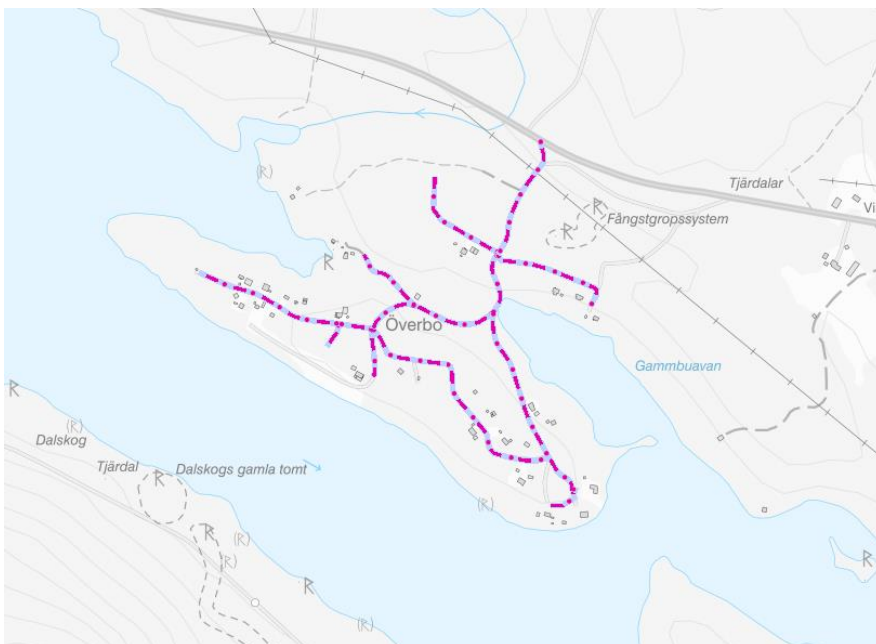 (R)
Tjärdalar
Fångstgropssystem
Vi
Överbo
Gammbuavan
(R)
Dalskog
Tjärdal
Dalskogs gamla tomt
(R)
(R)
(R)
(R)